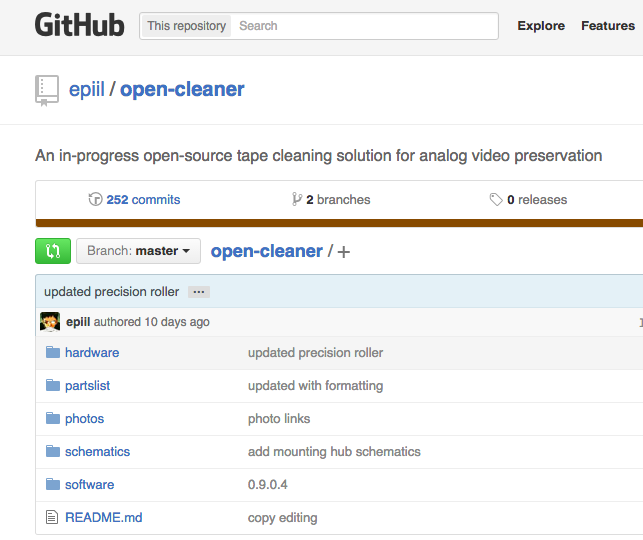 GitHub This repository Search Explore Features
epiil / open-cleaner
An in-progress open-source tape cleaning solution for analog video preservation
252 commits 2 branches 0 releases
Branch: master open-cleaner / +
updated precision roller ...
epiil authored 10 days ago
hardware updated precision roller
partslist updated with formatting
photos photo links
schematics add mounting hub schematics
software 0.9.0.4
README.md copy editing